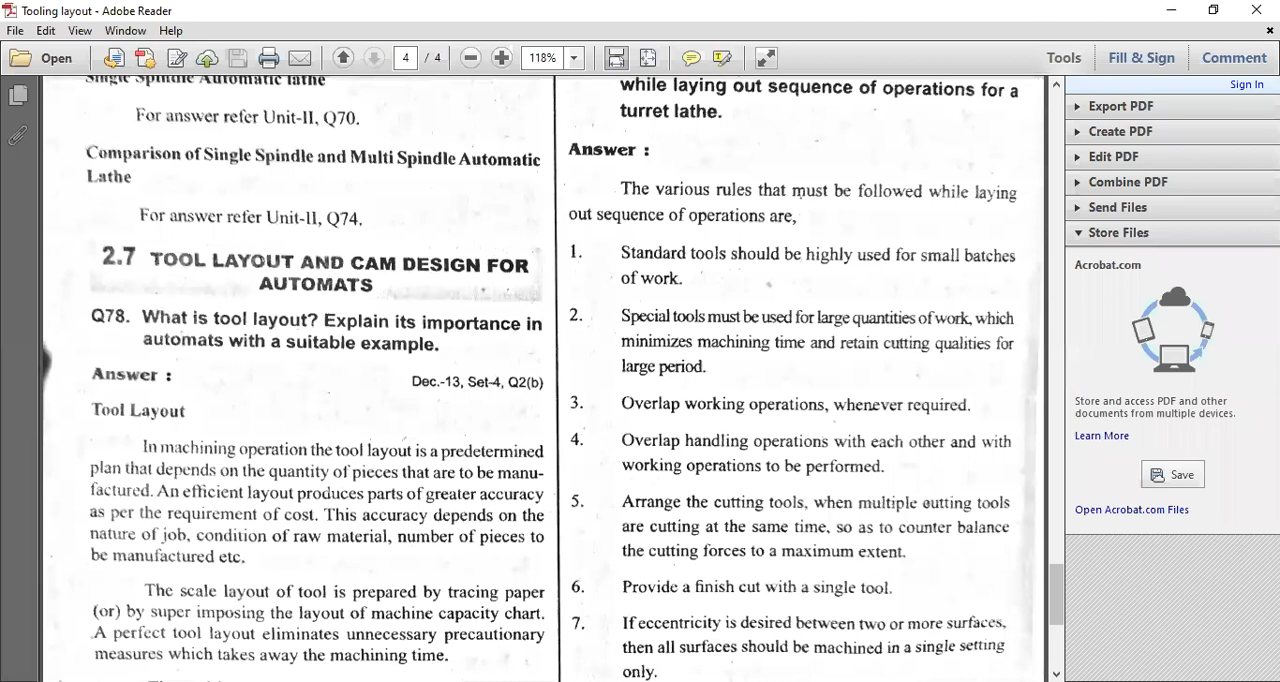 Tooling layout - Adobe Reader
File Edit View Window Help
Open
4 / 4
118%
Tools
Fill & Sign
Comment
Single Spindle Automatic lathe
For answer refer Unit-II, Q70.
Comparison of Single Spindle and Multi Spindle Automatic
Lathe
For answer refer Unit-II, Q74.
2.7 TOOL LAYOUT AND CAM DESIGN FOR
AUTOMATS
Q78. What is tool layout? Explain its importance in
automats with a suitable example.
Answer :
Dec.-13, Set-4, Q2(b)
Tool Layout
In machining operation the tool layout is a predetermined
plan that depends on the quantity of pieces that are to be manu-
factured. An efficient layout produces parts of greater accuracy
as per the requirement of cost. This accuracy depends on the
nature of job, condition of raw material, number of pieces to
be manufactured etc.
The scale layout of tool is prepared by tracing paper
(or) by super imposing the layout of machine capacity chart.
A perfect tool layout eliminates unnecessary precautionary
measures which takes away the machining time.
while laying out sequence of operations for a
turret lathe.
Answer :
The various rules that must be followed while laying
out sequence of operations are,
1. Standard tools should be highly used for small batches
of work.
2. Special tools must be used for large quantities of work, which
minimizes machining time and retain cutting qualities for
large period.
3. Overlap working operations, whenever required.
4. Overlap handling operations with each other and with
working operations to be performed.
5. Arrange the cutting tools, when multiple cutting tools
are cutting at the same time, so as to counter balance
the cutting forces to a maximum extent.
6. Provide a finish cut with a single tool.
7. If eccentricity is desired between two or more surfaces,
then all surfaces should be machined in a single setting
only.
Sign In
Export PDF
Create PDF
Edit PDF
Combine PDF
Send Files
Store Files
Acrobat.com
Store and access PDF and other
documents from multiple devices.
Learn More
Save
Open Acrobat.com Files